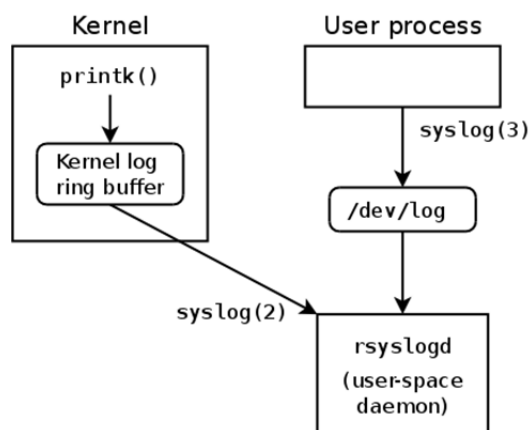 Kernel
printk()
Kernel log
ring buffer
User process
syslog(3)
/dev/log
syslog(2)
rsyslogd
(user-space
daemon)